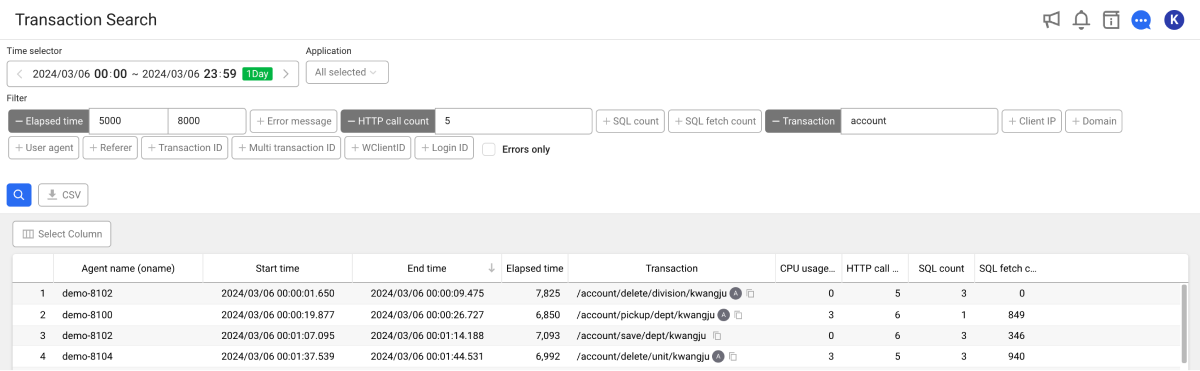 Transaction Search
K
Time selector
Application
2024/03/06 00:00 ~ 2024/03/06 23:59 1Day
All selected
Filter
Elapsed time 5000 8000 + Error message HTTP call count 5 + SQL count + SQL fetch count Transaction account + Client IP + Domain
+ User agent + Referer + Transaction ID + Multi transaction ID + WClientID + Login ID Errors only
CSV
Select Column
Agent name (oname) Start time End time Elapsed time Transaction CPU usage... HTTP call ... SQL count SQL fetch c...
1 demo-8102 2024/03/06 00:00:01.650 2024/03/06 00:00:09.475 7,825 /account/delete/division/kwangju A 0 5 3 0
2 demo-8100 2024/03/06 00:00:19.877 2024/03/06 00:00:26.727 6,850 /account/pickup/dept/kwangju A 3 6 1 849
3 demo-8102 2024/03/06 00:01:07.095 2024/03/06 00:01:14.188 7,093 /account/save/dept/kwangju 0 6 3 346
4 demo-8104 2024/03/06 00:01:37.539 2024/03/06 00:01:44.531 6,992 /account/delete/unit/kwangju A 3 5 3 940